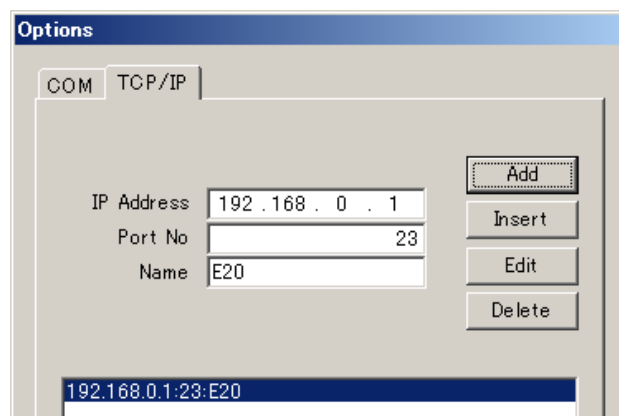 Options
COM TCP/IP
Add
IP Address 192 .168 . 0 . 1
Insert
Port No 23
Name E20
Edit
Delete
192.168.0.1:23:E20